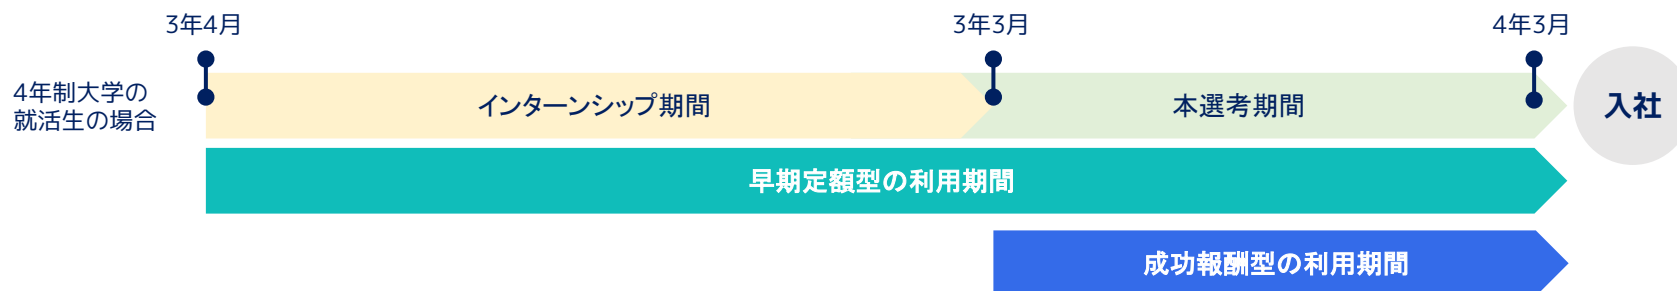 3年4月
3年3月
4年3月
4年制大学の
就活生の場合
インターンシップ期間
本選考期間
入社
早期定額型の利用期間
成功報酬型の利用期間